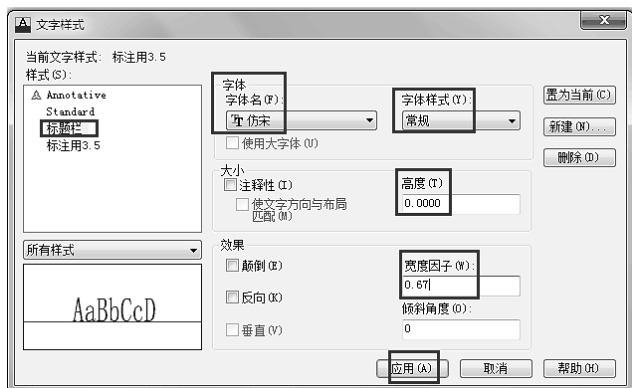 文字样式
当前文字样式: 标注用3.5
样式(S):
Annotative
Standard
标题栏
标注用3.5
所有样式
AaBbCcD
字体
字体名(F):
仿宋
使用大字体(U)
字体样式(Y):
常规
大小
注释性(I)
使文字方向与布局
匹配(M)
高度(T)
0.0000
效果
颠倒(E)
反向(K)
垂直(V)
宽度因子(W):
0.67
倾斜角度(O):
0
置为当前(C)
新建(N)...
删除(D)
应用(A)
取消
帮助(H)